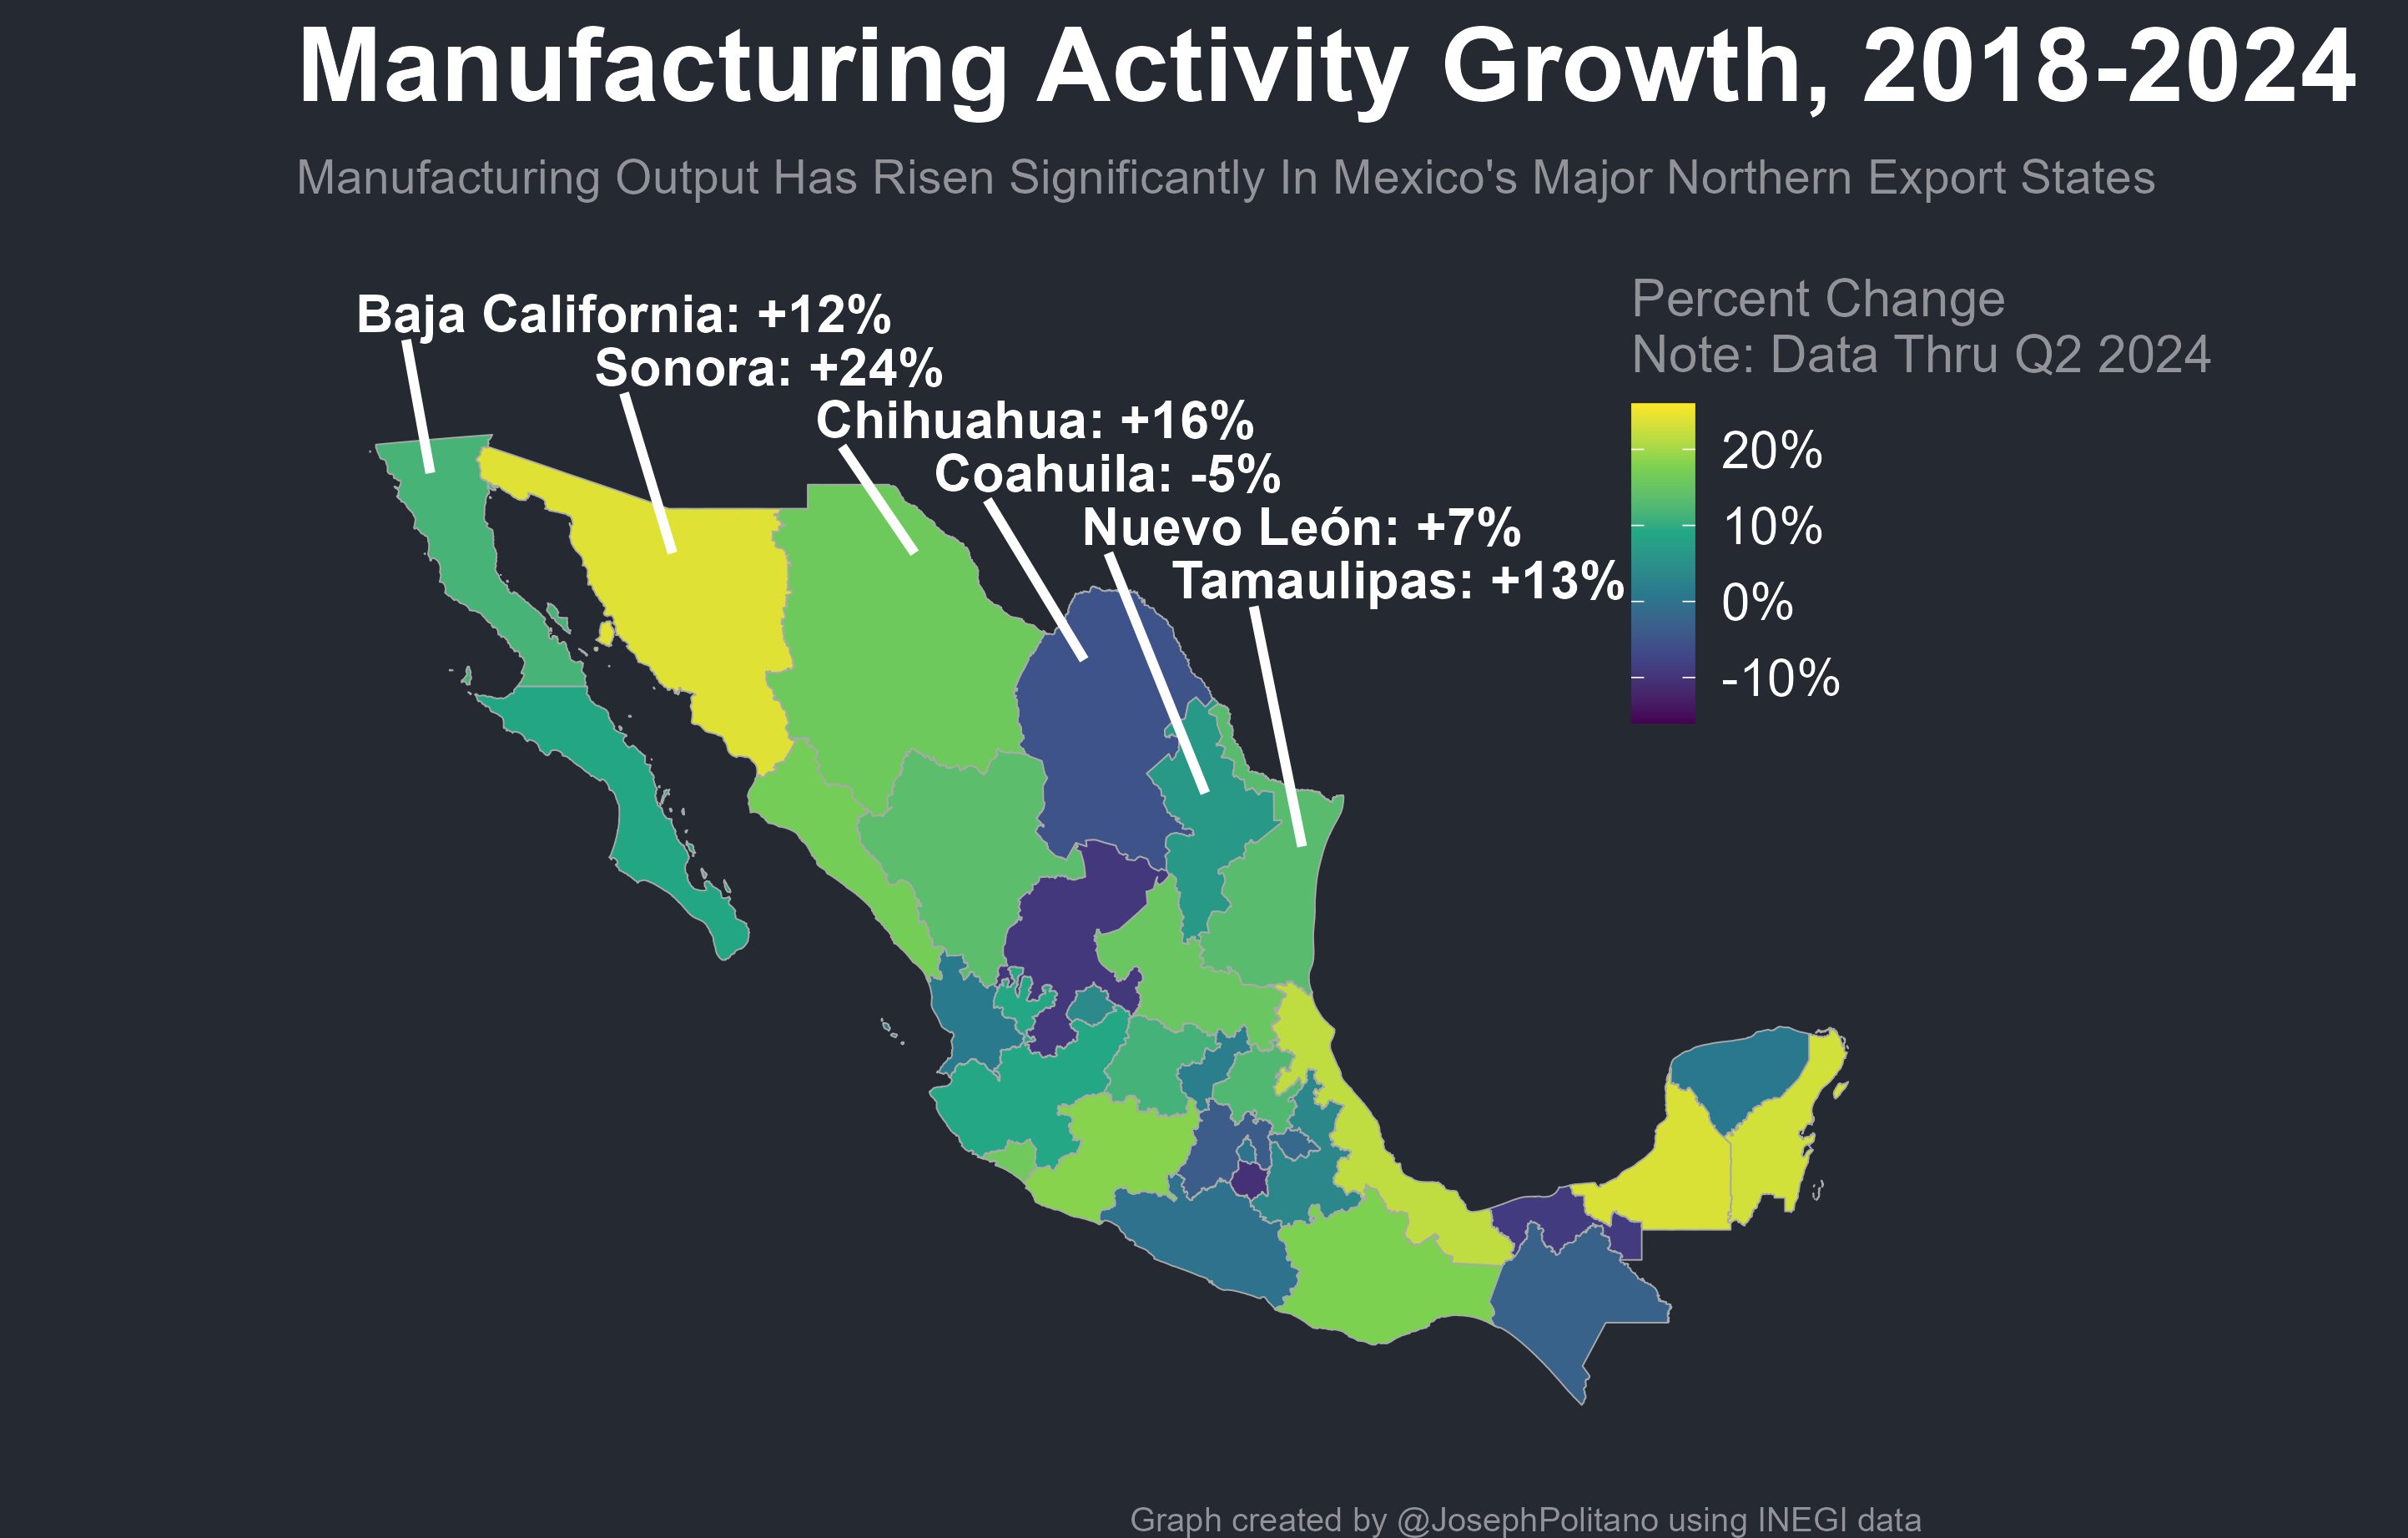 Manufacturing Activity Growth, 2018-2024
Manufacturing Output Has Risen Significantly In Mexico's Major Northern Export States
Baja California: +12%
Sonora: +24%
Chihuahua: +16%
Coahuila: -5%
Nuevo León: +7%
Tamaulipas: +13%
Percent Change
Note: Data Thru Q2 2024
20%
10%
0%
-10%
Graph created by @JosephPolitano using INEGI data